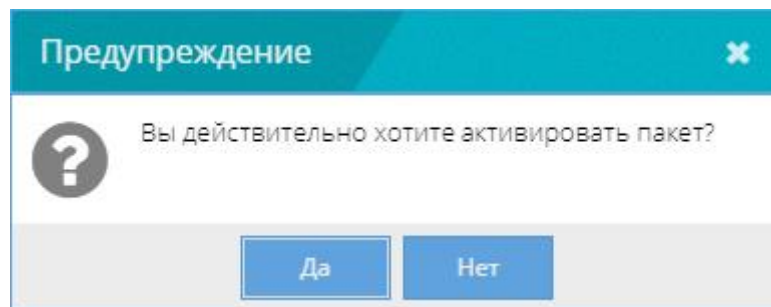 Предупреждение
Вы действительно хотите активировать пакет?
Да
Нет